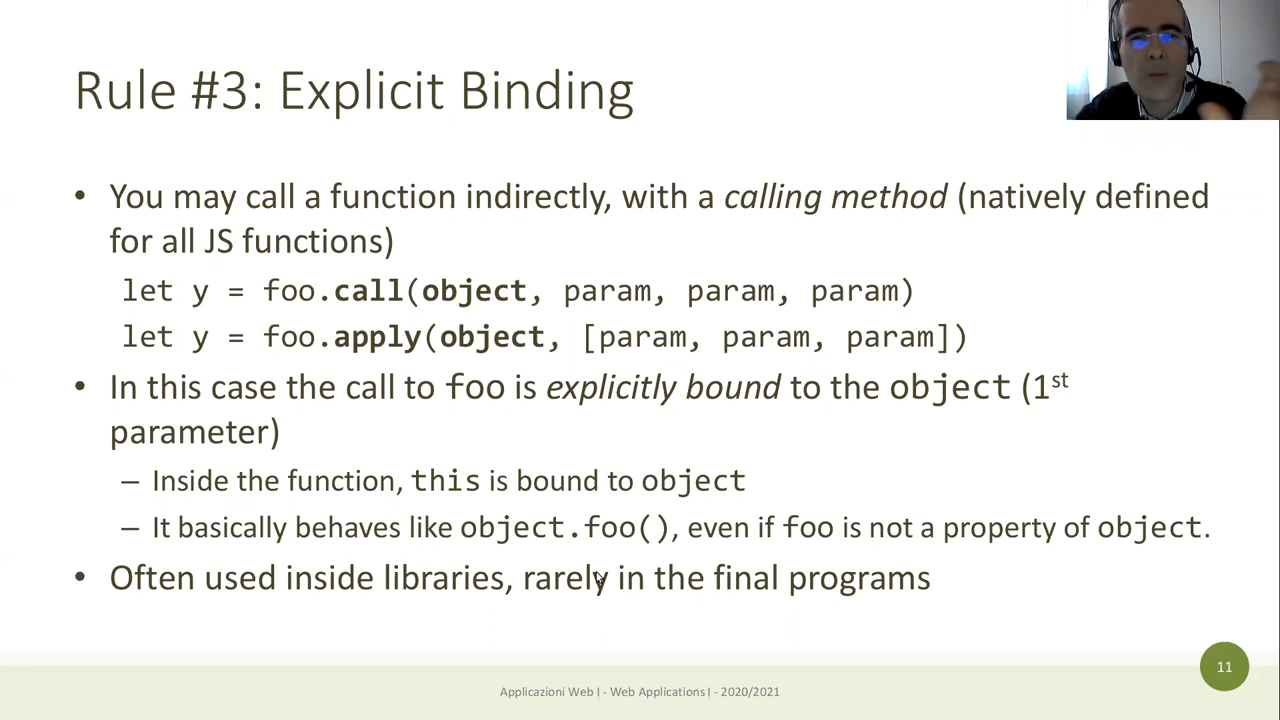 Rule #3: Explicit Binding
• You may call a function indirectly, with a calling method (natively defined
for all JS functions)
let y = foo.call(object, param, param, param)
let y = foo.apply(object, [param, param, param])
• In this case the call to foo is explicitly bound to the object (1st
parameter)
– Inside the function, this is bound to object
– It basically behaves like object.foo(), even if foo is not a property of object.
• Often used inside libraries, rarely in the final programs
Applicazioni Web I - Web Applications I - 2020/2021
11